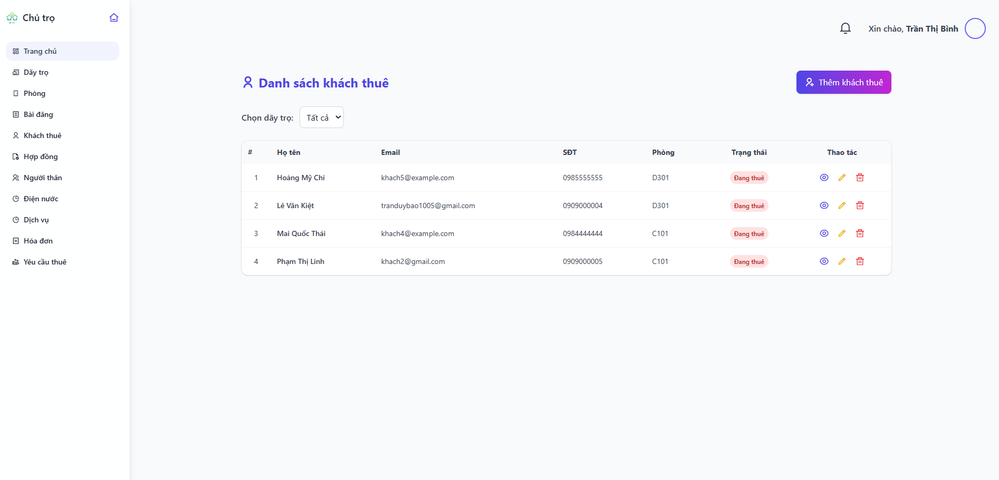 Chủ trọ
Trang chủ
Dãy trọ
Phòng
Bài đăng
Khách thuê
Hợp đồng
Người thân
Điện nước
Dịch vụ
Hóa đơn
Yêu cầu thuê
Xin chào, Trần Thị Bình
Danh sách khách thuê
Thêm khách thuê
Chọn dãy trọ: Tất cả
# Họ tên Email SĐT Phòng Trạng thái Thao tác
1 Hoàng Mỹ Chi khach5@example.com 0985555555 D301 Đang thuê
2 Lê Văn Kiệt tranduybao1005@gmail.com 0909000004 D301 Đang thuê
3 Mai Quốc Thái khach4@example.com 0984444444 C101 Đang thuê
4 Phạm Thị Linh khach2@gmail.com 0909000005 C101 Đang thuê